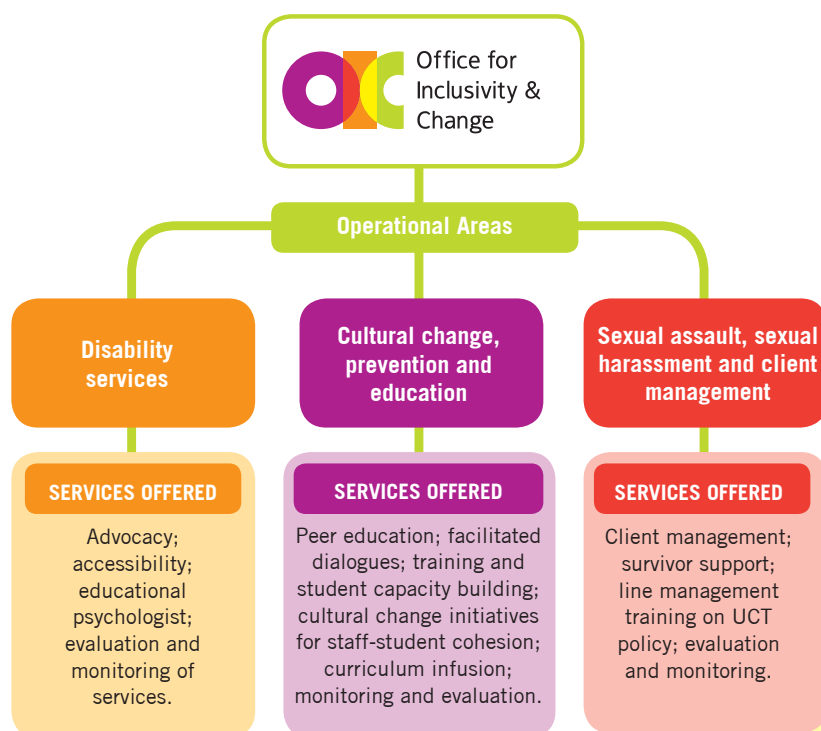 OIC
Office for
Inclusivity &
Change
Operational Areas
Disability
services
Cultural change,
prevention and
education
Sexual assault, sexual
harassment and client
management
SERVICES OFFERED
Advocacy;
accessibility;
educational
psychologist;
evaluation and
monitoring of
services.
SERVICES OFFERED
Peer education; facilitated
dialogues; training and
student capacity building;
cultural change initiatives
for staff-student cohesion;
curriculum infusion;
monitoring and evaluation.
SERVICES OFFERED
Client management;
survivor support;
line management
training on UCT
policy; evaluation
and monitoring.